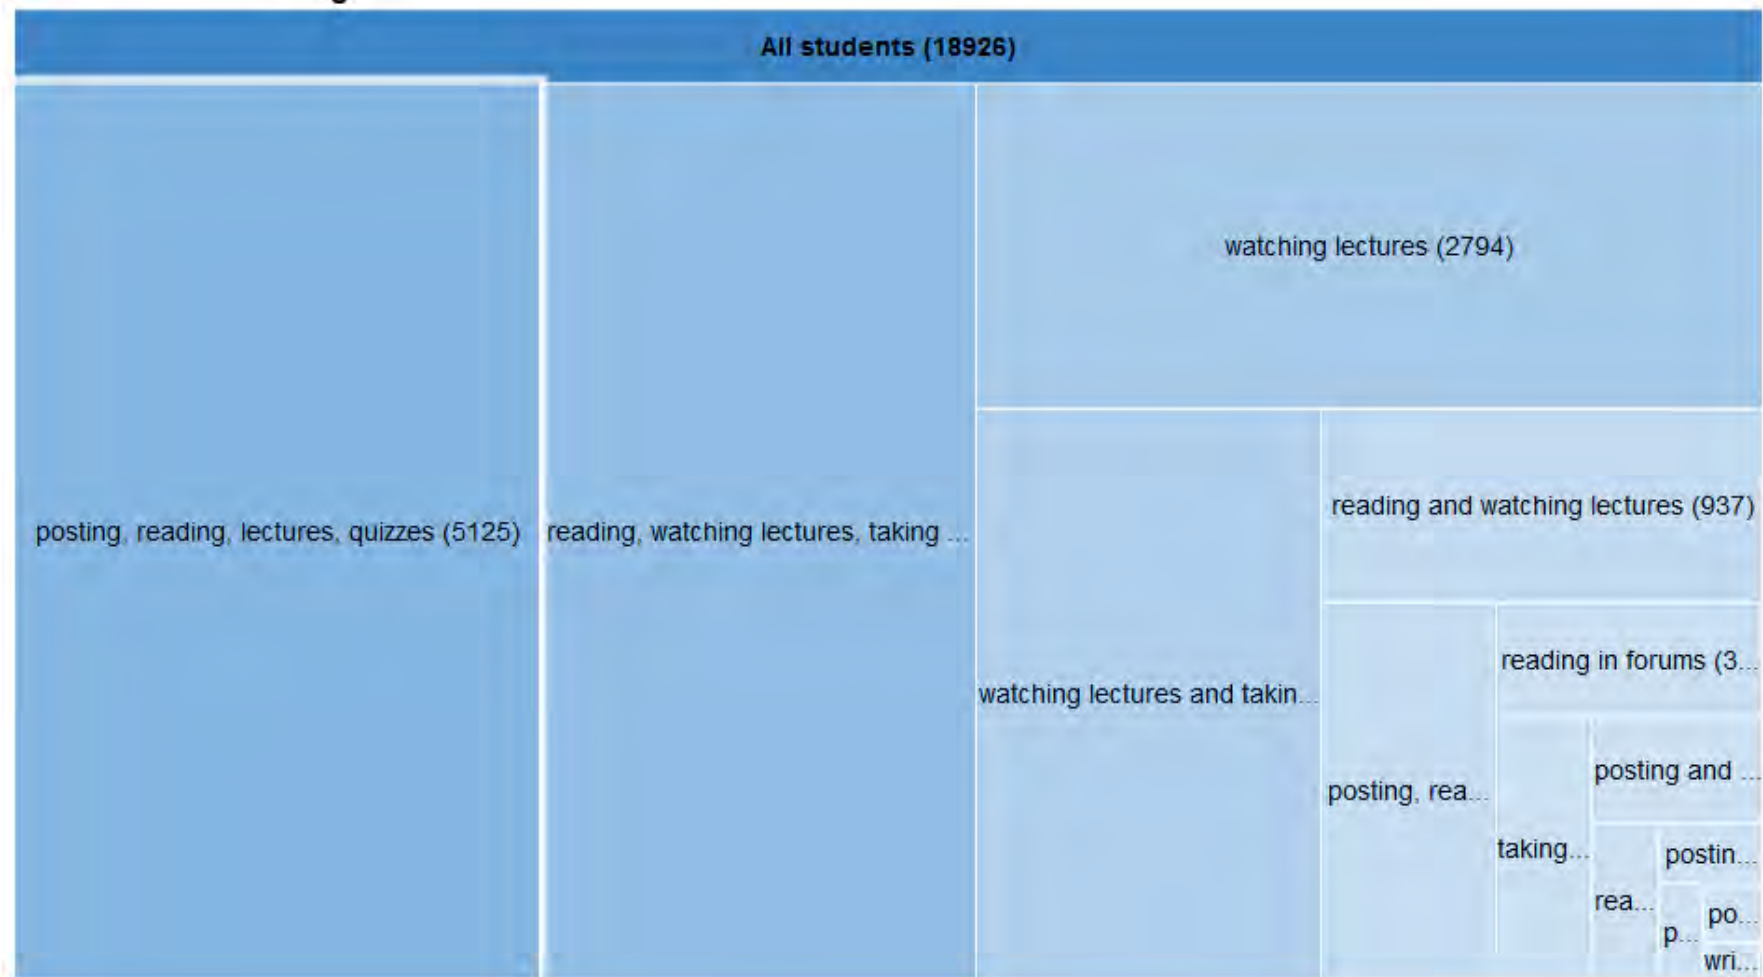 All students (18926)
watching lectures (2794)
reading and watching lectures (937)
posting, reading, lectures, quizzes (5125)
reading, watching lectures, taking ...
reading in forums (3...
watching lectures and takin...
posting and ...
posting, rea...
taking...
postin...
rea...
po...
p...
wri...